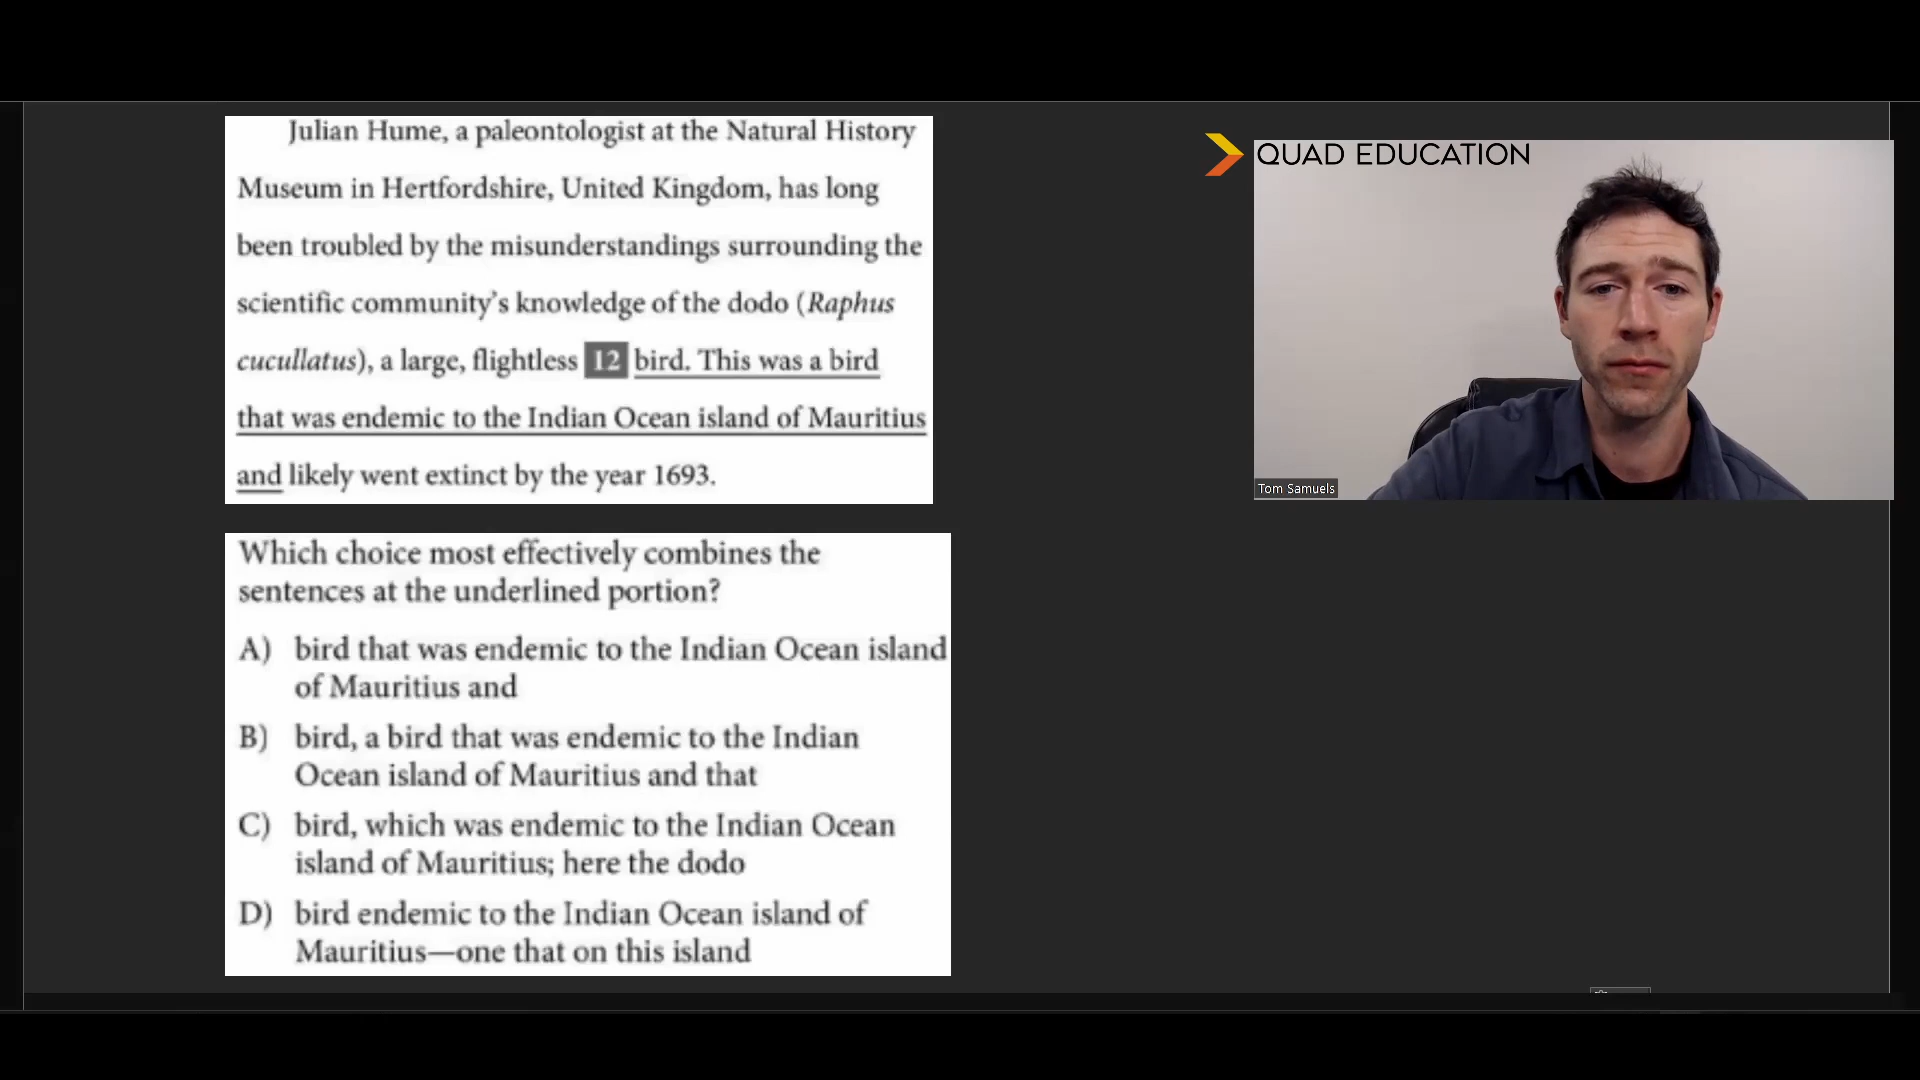 Julian Hume, a paleontologist at the Natural History
Museum in Hertfordshire, United Kingdom, has long
been troubled by the misunderstandings surrounding the
scientific community’s knowledge of the dodo (Raphus
cucullatus), a large, flightless 12 bird. This was a bird
that was endemic to the Indian Ocean island of Mauritius
and likely went extinct by the year 1693.
Which choice most effectively combines the
sentences at the underlined portion?
A) bird that was endemic to the Indian Ocean island
of Mauritius and
B) bird, a bird that was endemic to the Indian
Ocean island of Mauritius and that
C) bird, which was endemic to the Indian Ocean
island of Mauritius; here the dodo
D) bird endemic to the Indian Ocean island of
Mauritius—one that on this island
QUAD EDUCATION
Tom Samuels